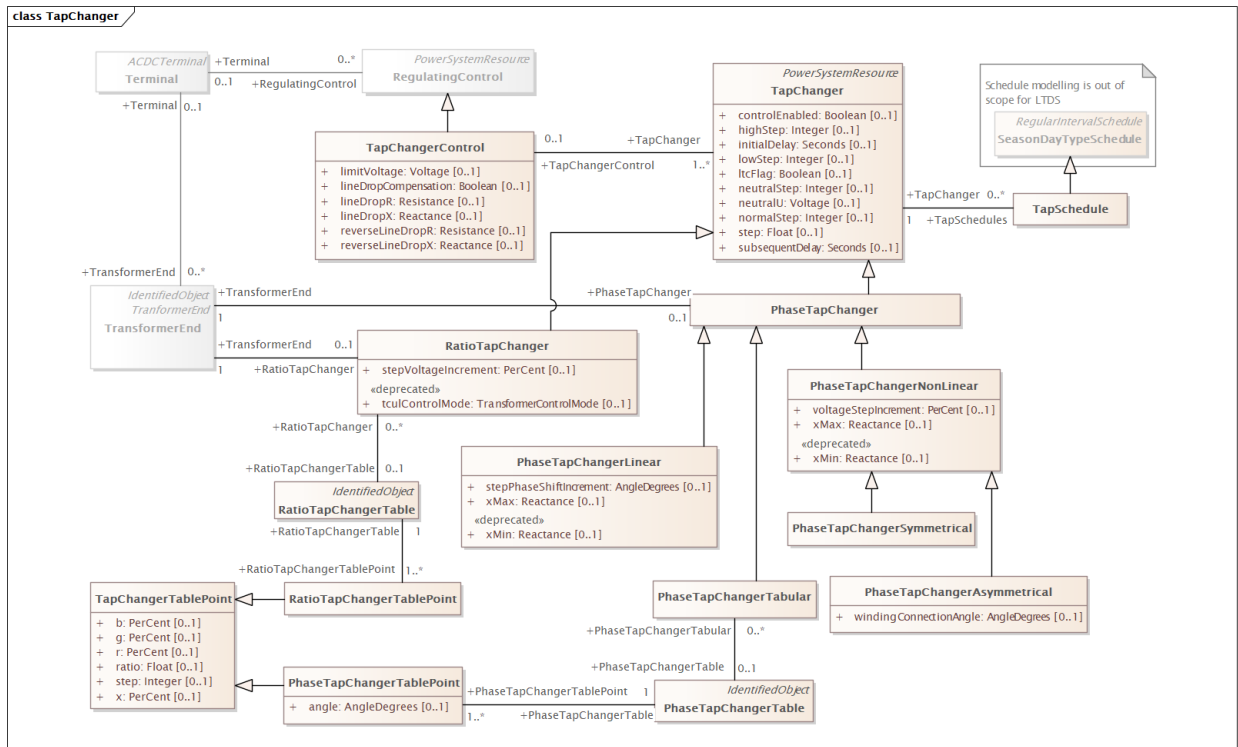 class TapChanger
ACDCTerminal
Terminal
+Terminal
0..*
0..1
+RegulatingControl
+Terminal
0..1
PowerSystemResource
RegulatingControl
PowerSystemResource
TapChanger
+ controlEnabled: Boolean [0..1]
+ highStep: Integer [0..1]
+ initialDelay: Seconds [0..1]
+ lowStep: Integer [0..1]
+ ltcFlag: Boolean [0..1]
+ neutralStep: Integer [0..1]
+ neutralU: Voltage [0..1]
+ normalStep: Integer [0..1]
+ step: Float [0..1]
+ subsequentDelay: Seconds [0..1]
Schedule modelling is out of
scope for LTDS
RegularIntervalSchedule
SeasonDayTypeSchedule
TapChangerControl
+ limitVoltage: Voltage [0..1]
+ lineDropCompensation: Boolean [0..1]
+ lineDropR: Resistance [0..1]
+ lineDropX: Reactance [0..1]
+ reverseLineDropR: Resistance [0..1]
+ reverseLineDropX: Reactance [0..1]
0..1
+TapChanger
+TapChangerControl
1..*
+TapChanger
0..*
1
+TapSchedules
TapSchedule
+TransformerEnd
0..*
IdentifiedObject
TranformerEnd
TransformerEnd
+TransformerEnd
1
+PhaseTapChanger
0..1
PhaseTapChanger
+TransformerEnd
0..1
1
+RatioTapChanger
RatioTapChanger
+ stepVoltageIncrement: PerCent [0..1]
«deprecated»
+ tculControlMode: TransformerControlMode [0..1]
PhaseTapChangerNonLinear
+ voltageStepIncrement: PerCent [0..1]
+ xMax: Reactance [0..1]
«deprecated»
+ xMin: Reactance [0..1]
+RatioTapChanger
0..*
+RatioTapChangerTable
0..1
IdentifiedObject
RatioTapChangerTable
+RatioTapChangerTable
1
PhaseTapChangerLinear
+ stepPhaseShiftIncrement: AngleDegrees [0..1]
+ xMax: Reactance [0..1]
«deprecated»
+ xMin: Reactance [0..1]
PhaseTapChangerSymmetrical
+RatioTapChangerTablePoint
1..*
TapChangerTablePoint
+ b: PerCent [0..1]
+ g: PerCent [0..1]
+ r: PerCent [0..1]
+ ratio: Float [0..1]
+ step: Integer [0..1]
+ x: PerCent [0..1]
RatioTapChangerTablePoint
PhaseTapChangerTabular
PhaseTapChangerAsymmetrical
+ windingConnectionAngle: AngleDegrees [0..1]
+PhaseTapChangerTabular
0..*
+PhaseTapChangerTable
0..1
PhaseTapChangerTablePoint
+ angle: AngleDegrees [0..1]
+PhaseTapChangerTablePoint
1
1..*
+PhaseTapChangerTable
IdentifiedObject
PhaseTapChangerTable